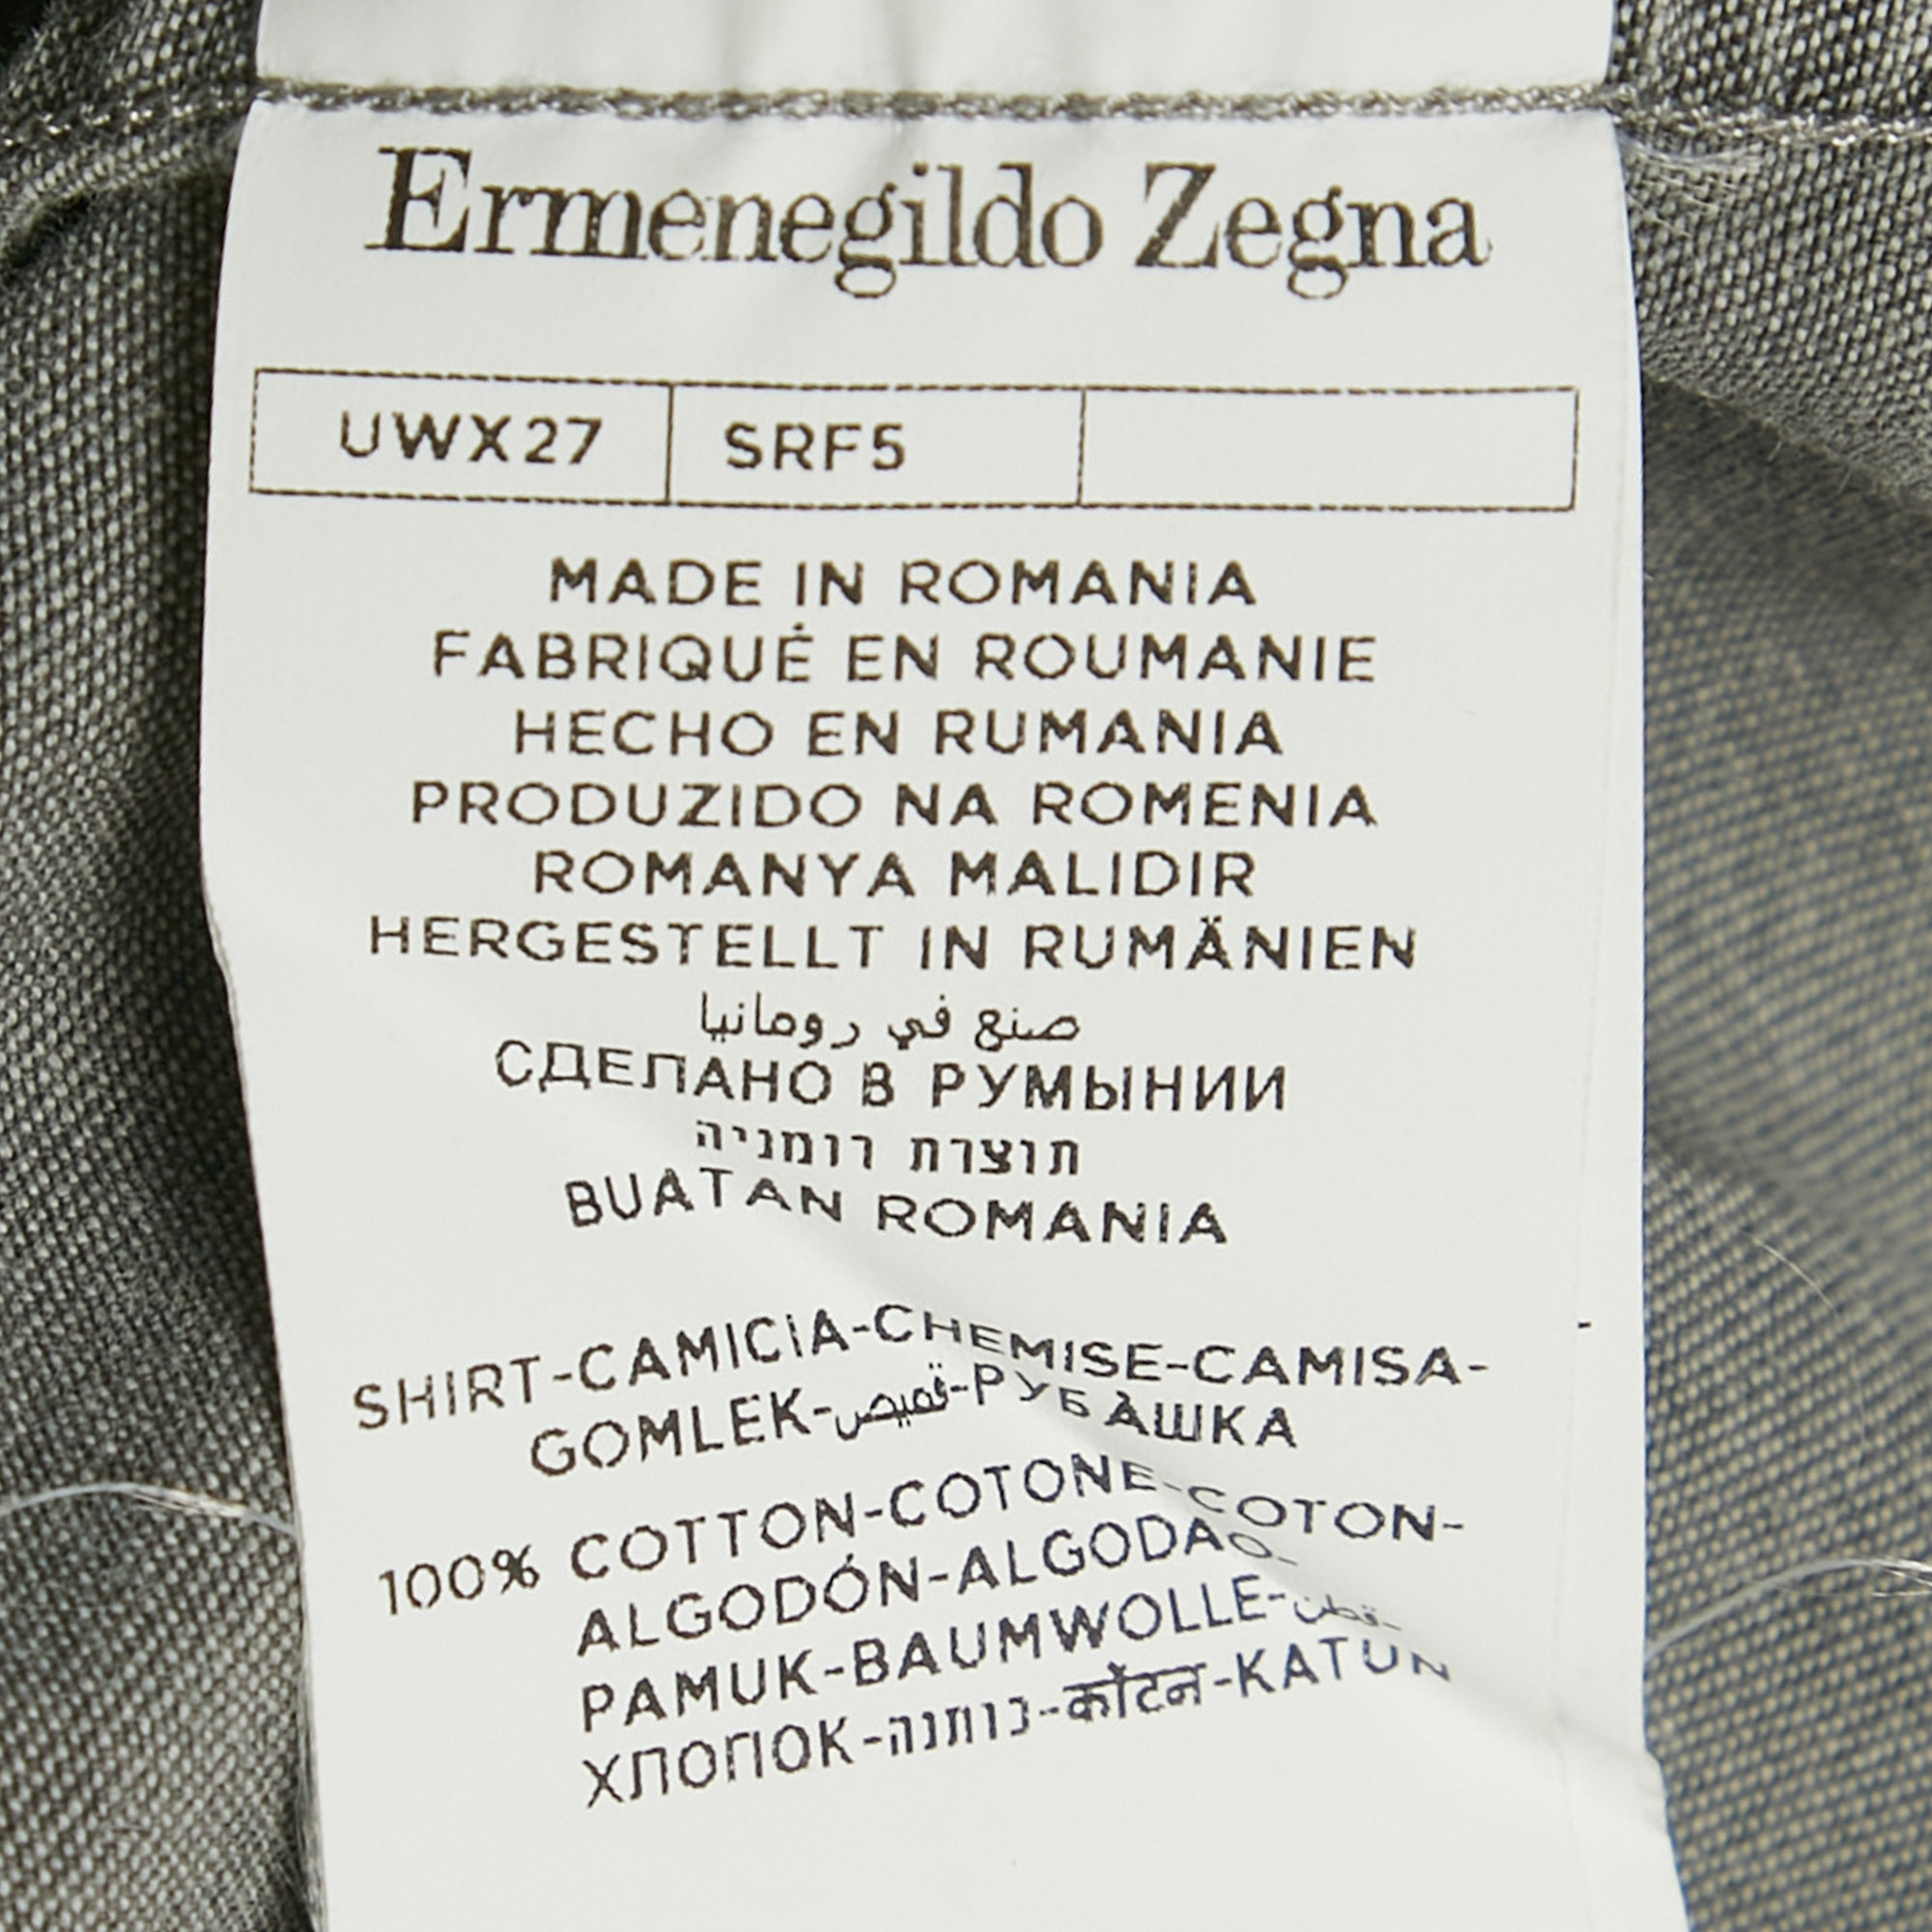 Ermenegildo Zegna
UWX27 SRF5
MADE IN ROMANIA
FABRIQUÉ EN ROUMANIE
HECHO EN RUMANIA
PRODUZIDO NA ROMENIA
ROMANYA MALIDIR
HERGESTELLT IN RUMÄNIEN
صنع في رومانيا
СДЕЛАНО В РУМЫНИИ
תוצרת רומניה
BUATAN ROMANIA
SHIRT-CAMICIA-CHEMISE-CAMISA-
GOMLEK-قميص-РУБАШКА
100% COTTON-COTONE-COTON-
ALGODÓN-ALGODAO-
PAMUK-BAUMWOLLE-قطن-
ХЛОПОК-כותנה-कॉटन-KATUN